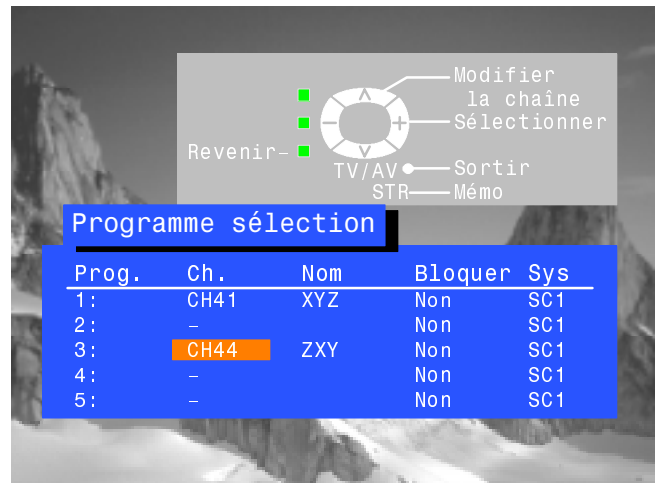 Modifier
la chaîne
Sélectionner
Revenir–
TV/AV Sortir
STR Mémo
Programme sélection
Prog. Ch. Nom Bloquer Sys
1: CH41 XYZ Non SC1
2: – Non SC1
3: CH44 ZXY Non SC1
4: – Non SC1
5: – Non SC1